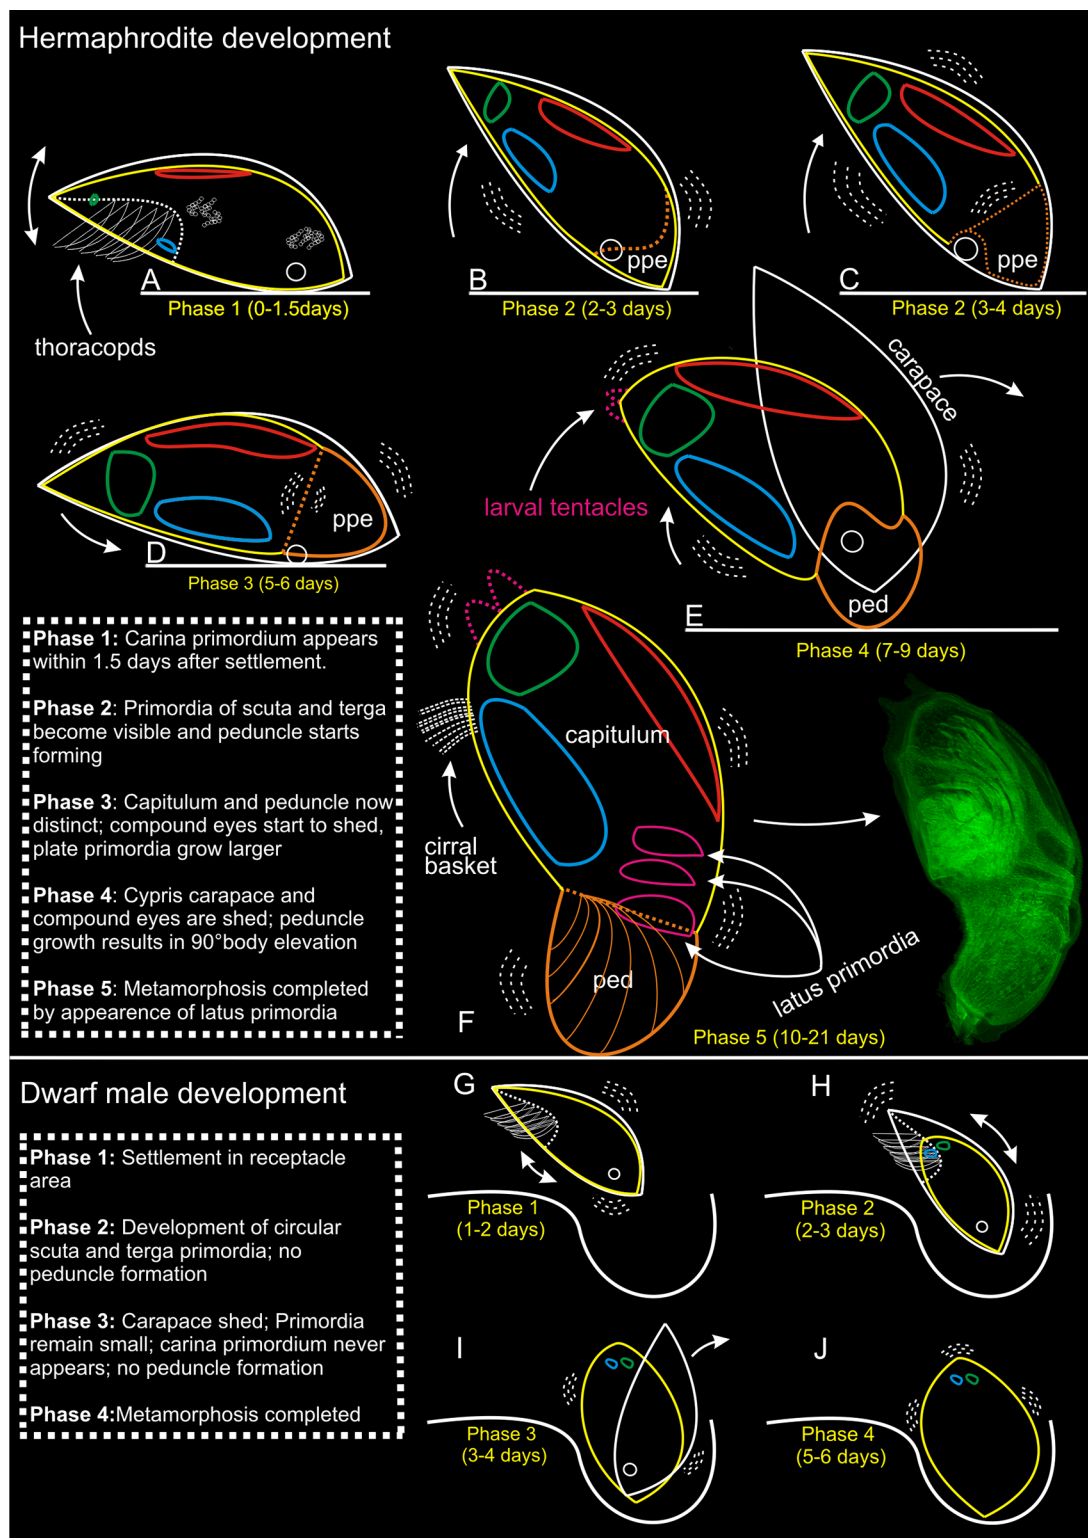 Hermaphrodite development
A
Phase 1 (0-1.5days)
thoracopds
B
ppe
Phase 2 (2-3 days)
C
ppe
Phase 2 (3-4 days)
D
ppe
Phase 3 (5-6 days)
carapace
larval tentacles
ped
E
Phase 4 (7-9 days)
Phase 1: Carina primordium appears
within 1.5 days after settlement.
Phase 2: Primordia of scuta and terga
become visible and peduncle starts
forming
Phase 3: Capitulum and peduncle now
distinct; compound eyes start to shed,
plate primordia grow larger
Phase 4: Cypris carapace and
compound eyes are shed; peduncle
growth results in 90°body elevation
Phase 5: Metamorphosis completed
by appearence of latus primordia
capitulum
cirral
basket
ped
latus primordia
F
Phase 5 (10-21 days)
Dwarf male development
Phase 1: Settlement in receptacle
area
Phase 2: Development of circular
scuta and terga primordia; no
peduncle formation
Phase 3: Carapace shed; Primordia
remain small; carina primordium never
appears; no peduncle formation
Phase 4:Metamorphosis completed
G
Phase 1
(1-2 days)
H
Phase 2
(2-3 days)
I
Phase 3
(3-4 days)
J
Phase 4
(5-6 days)